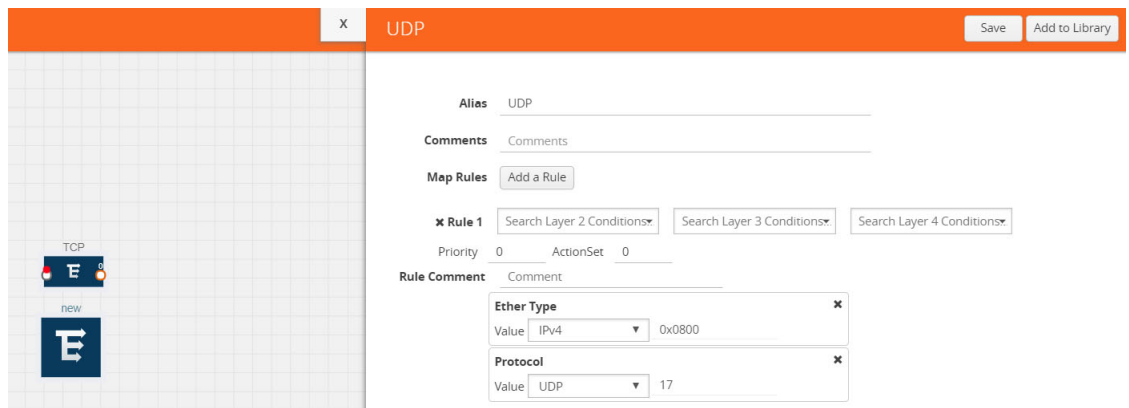 X
UDP
Save
Add to Library
Alias UDP
Comments Comments
Map Rules Add a Rule
✖ Rule 1 Search Layer 2 Conditions... Search Layer 3 Conditions... Search Layer 4 Conditions...
Priority 0 ActionSet 0
Rule Comment Comment
Ether Type ✖
Value IPv4 ▼ 0x0800
Protocol ✖
Value UDP ▼ 17
TCP
0
new